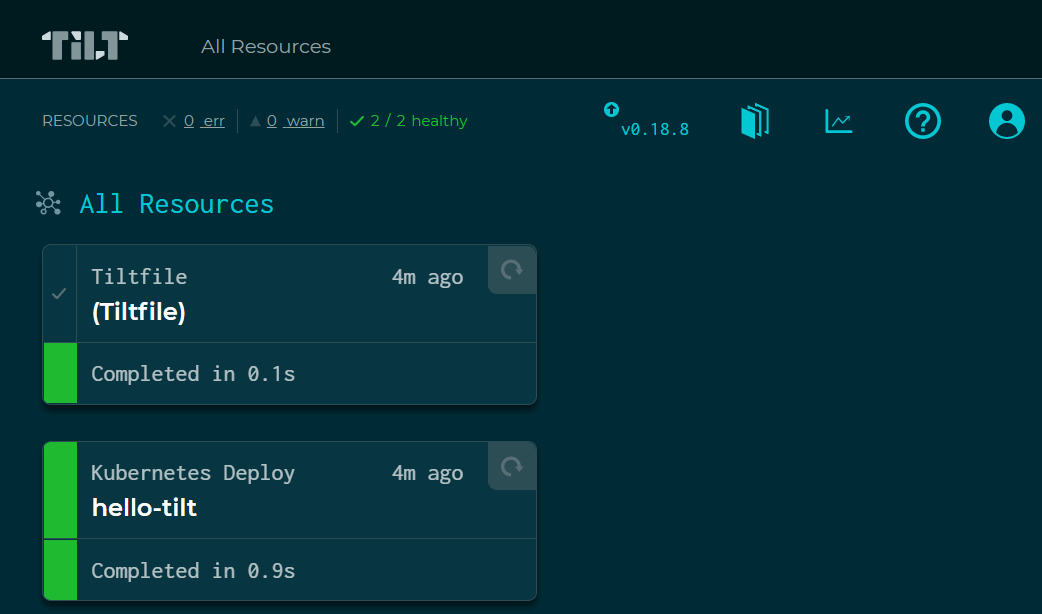 TILT
All Resources
RESOURCES 0 err 0 warn 2 / 2 healthy v0.18.8
All Resources
Tiltfile 4m ago
(Tiltfile)
Completed in 0.1s
Kubernetes Deploy 4m ago
hello-tilt
Completed in 0.9s